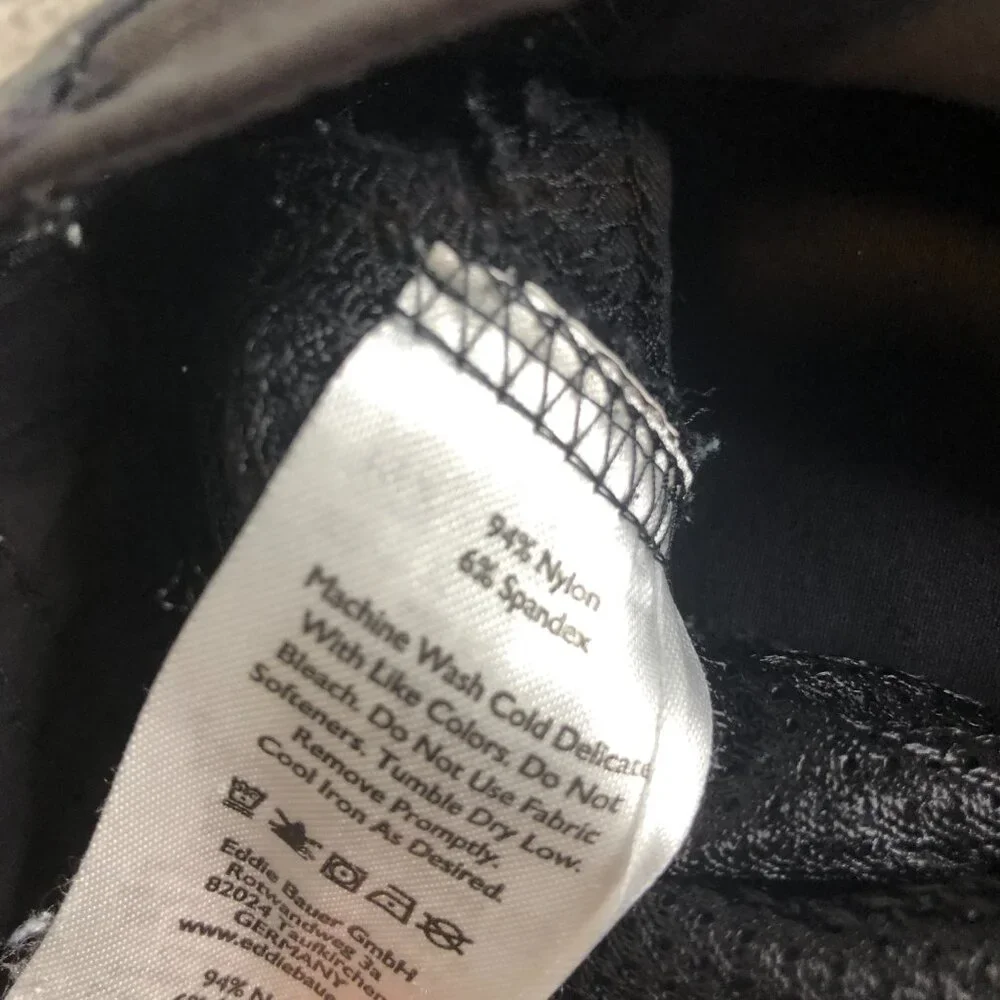 94% Nylon
6% Spandex
Machine Wash Cold Delicate
With Like Colors. Do Not
Bleach. Do Not Use Fabric
Softeners. Tumble Dry Low.
Remove Promptly.
Cool Iron As Desired.
Eddie Bauer GmbH
Rotwandweg 3a
82024 Taufkirchen
GERMANY
www.eddiebaue
94% N